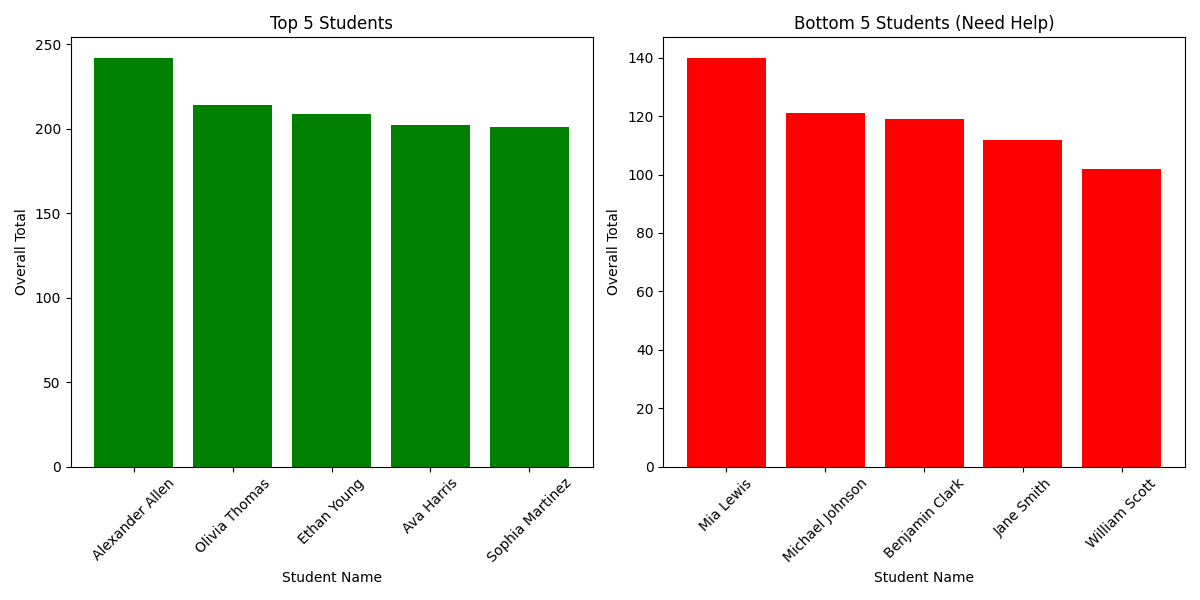 Top 5 Students
250
200
150
100
50
0
Overall Total
Alexander Allen
Olivia Thomas
Ethan Young
Ava Harris
Sophia Martinez
Student Name
Bottom 5 Students (Need Help)
140
120
100
80
60
40
20
0
Overall Total
Mia Lewis
Michael Johnson
Benjamin Clark
Jane Smith
William Scott
Student Name